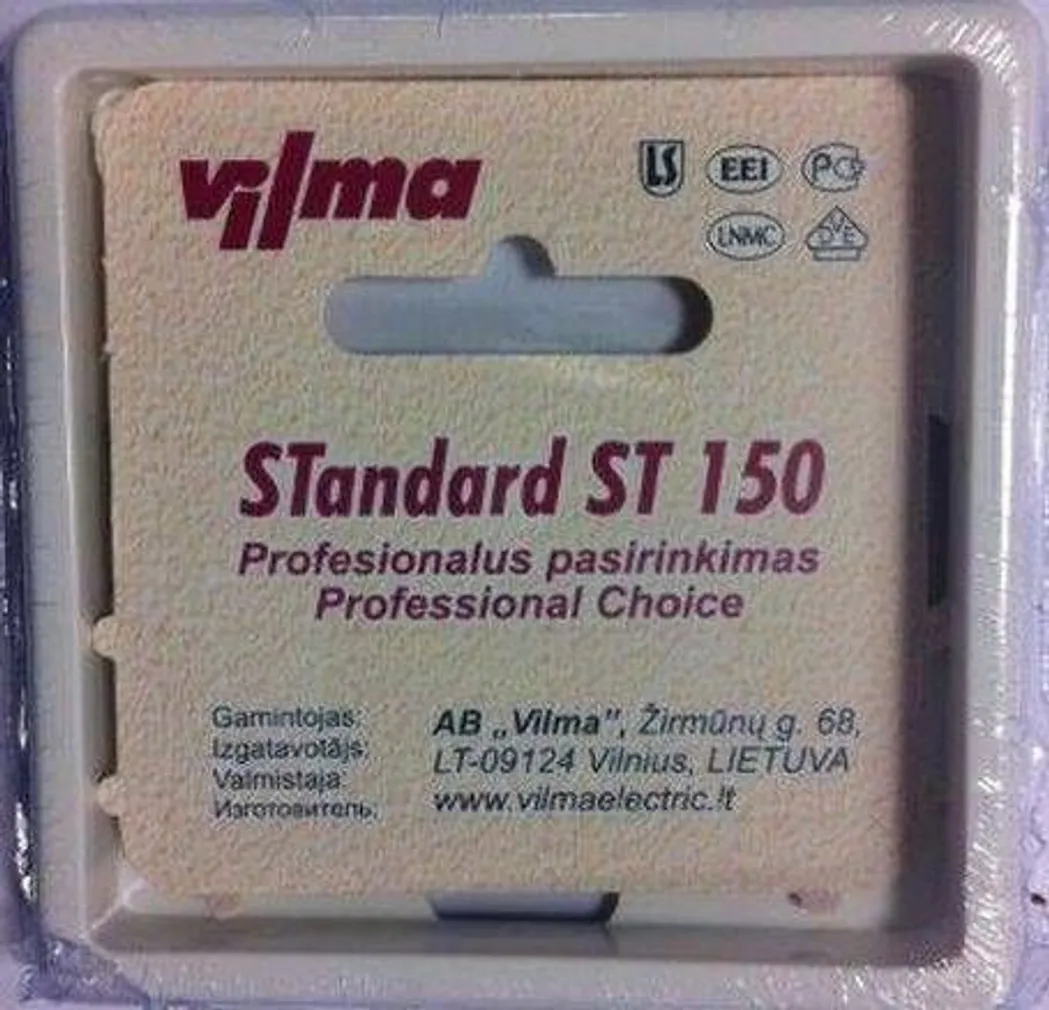 vilma
LS EEI PC
LNMC DVE
STandard ST 150
Profesionalus pasirinkimas
Professional Choice
Gamintojas: AB „Vilma”, Žirmūnų g. 68,
Izgatavotājs: LT-09124 Vilnius, LIETUVA
Valmistaja
Изготовитель: www.vilmaelectric.lt